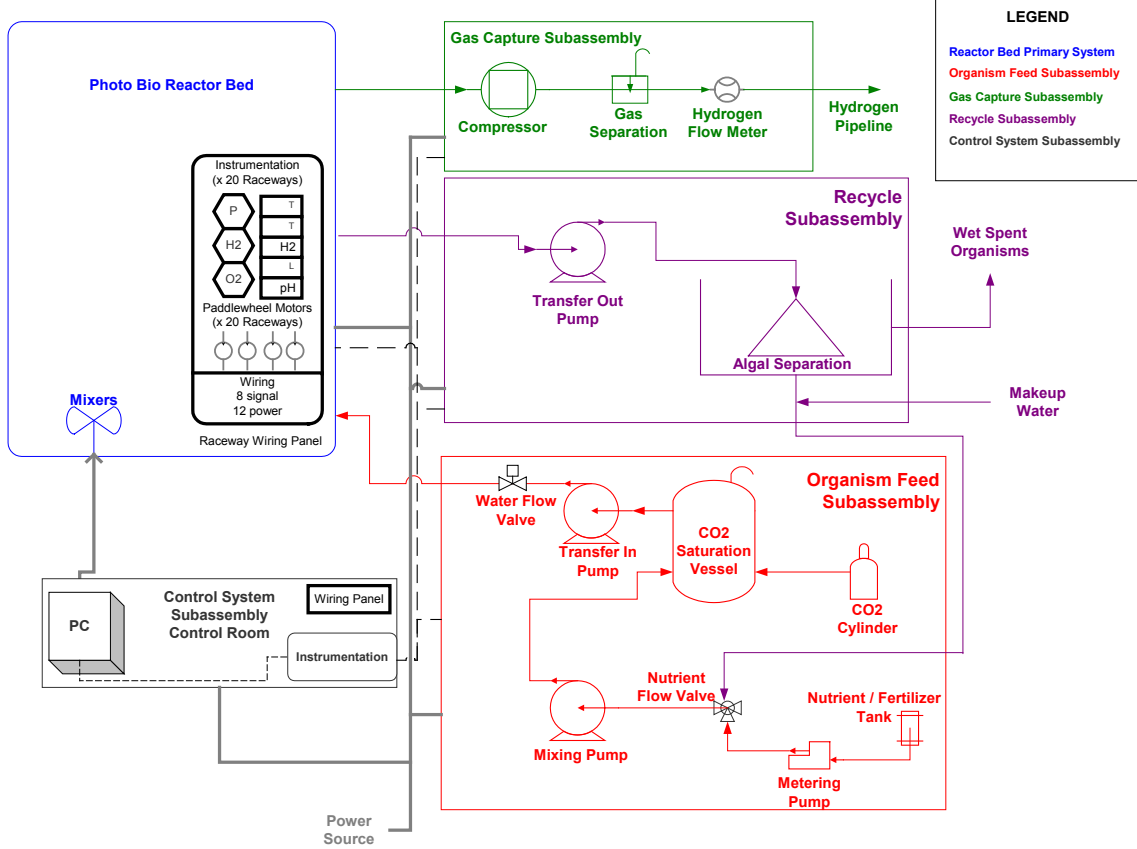 LEGEND
Reactor Bed Primary System
Organism Feed Subassembly
Gas Capture Subassembly
Recycle Subassembly
Control System Subassembly
Gas Capture Subassembly
Compressor
Gas
Separation
Hydrogen
Flow Meter
Hydrogen
Pipeline
Photo Bio Reactor Bed
Instrumentation
(x 20 Raceways)
P
H2
O2
T
T
H2
L
pH
Paddlewheel Motors
(x 20 Raceways)
Wiring
8 signal
12 power
Raceway Wiring Panel
Mixers
Recycle
Subassembly
Transfer Out
Pump
Algal Separation
Wet Spent
Organisms
Makeup
Water
Organism Feed
Subassembly
Water Flow
Valve
Transfer In
Pump
CO2
Saturation
Vessel
CO2
Cylinder
Nutrient
Flow Valve
Mixing Pump
Nutrient / Fertilizer
Tank
Metering
Pump
Control System
Subassembly
Control Room
PC
Wiring Panel
Instrumentation
Power
Source